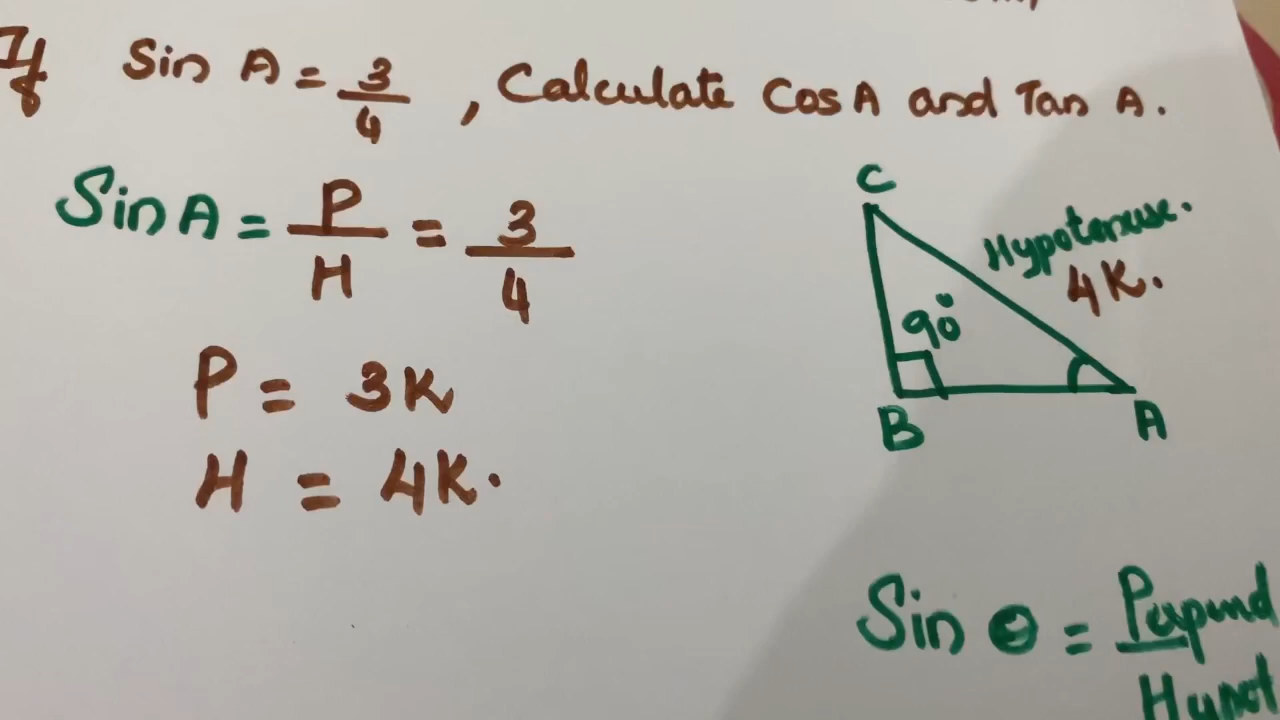 If Sin A = 3/4, Calculate Cos A and Tan A.
Sin A = P/H = 3/4
P = 3K
H = 4K.
C
Hypotenuse.
4K.
90°
B
A
Sin θ = Perpend
Hypot